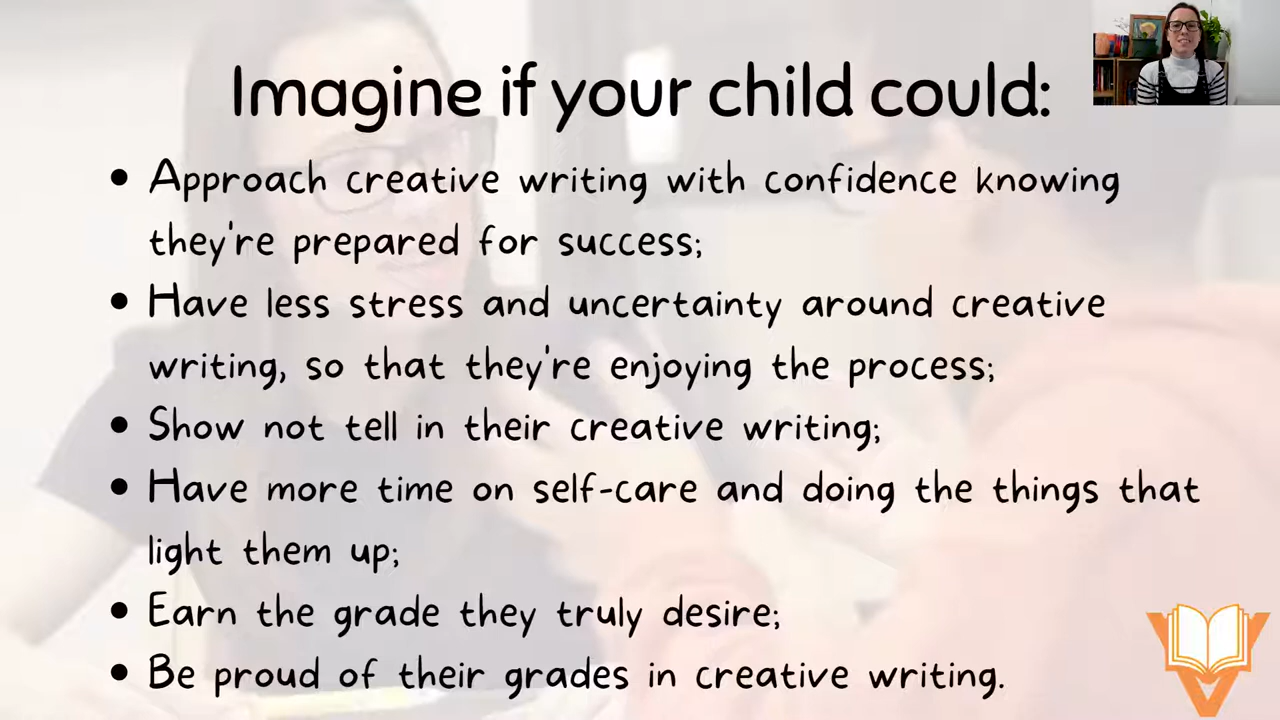 Imagine if your child could:
• Approach creative writing with confidence knowing
they're prepared for success;
• Have less stress and uncertainty around creative
writing, so that they're enjoying the process;
• Show not tell in their creative writing;
• Have more time on self-care and doing the things that
light them up;
• Earn the grade they truly desire;
• Be proud of their grades in creative writing.